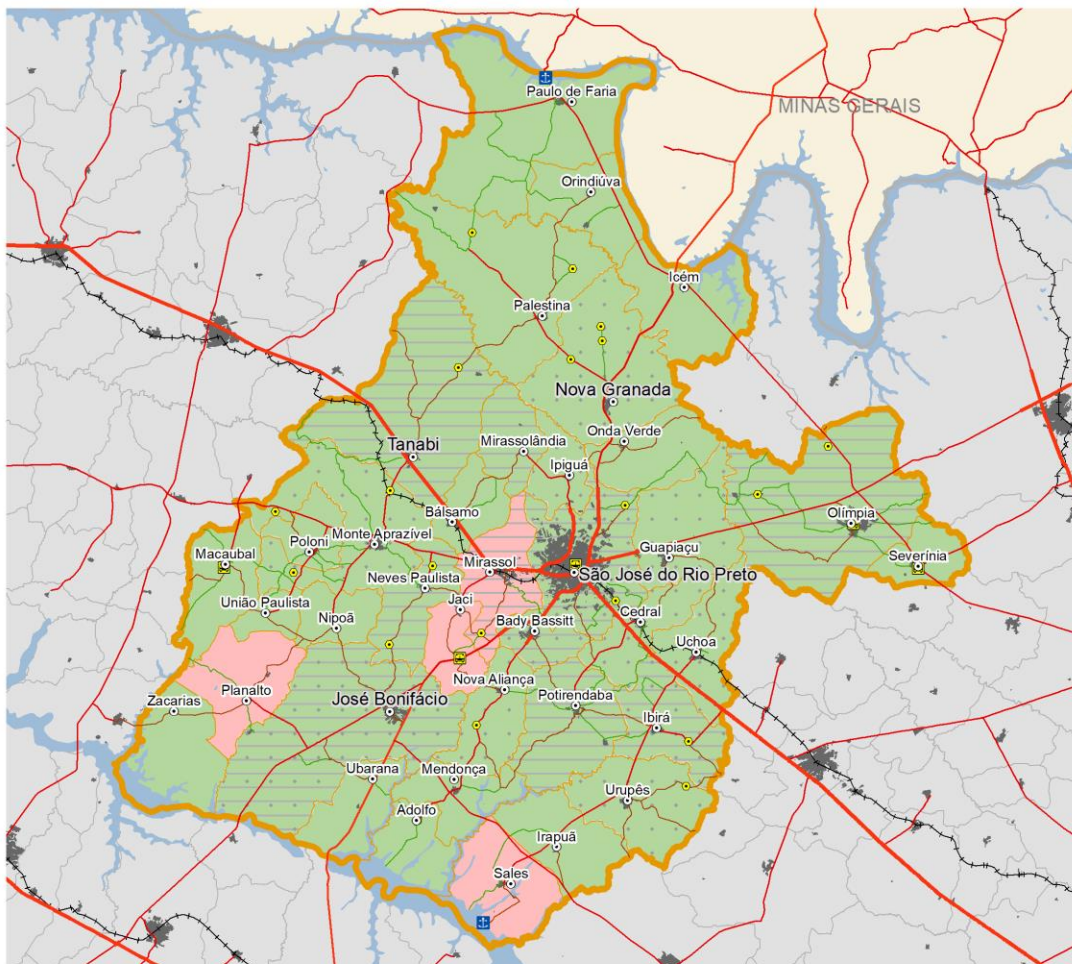 Paulo de Faria
MINAS GERAIS
Orindiúva
Icém
Palestina
Nova Granada
Onda Verde
Mirassolândia
Tanabi
Ipiguá
Olímpia
Bálsamo
Monte Aprazível
Poloni
Macaubal
Guapiaçu
Severínia
Mirassol
São José do Rio Preto
Neves Paulista
União Paulista
Jaci
Nipoã
Cedral
Bady Bassitt
Uchoa
Nova Aliança
Planalto
Zacarias
José Bonifácio
Potirendaba
Ibirá
Ubarana
Mendonça
Urupês
Adolfo
Irapuã
Sales